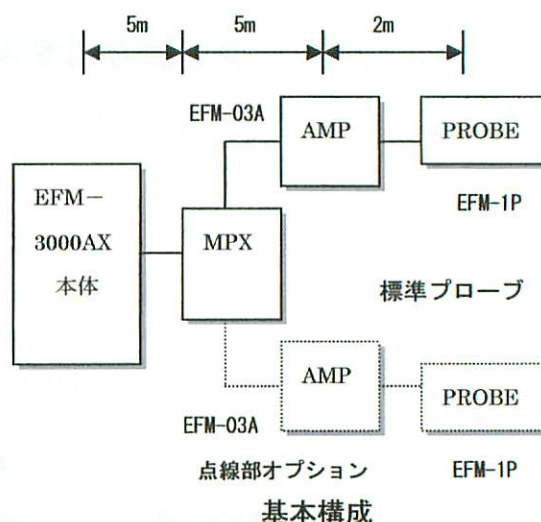 5m
5m
2m
EFM-03A
AMP
PROBE
EFM-1P
EFM－
3000AX
本体
MPX
標準プローブ
AMP
PROBE
EFM-03A
EFM-1P
点線部オプション
基本構成